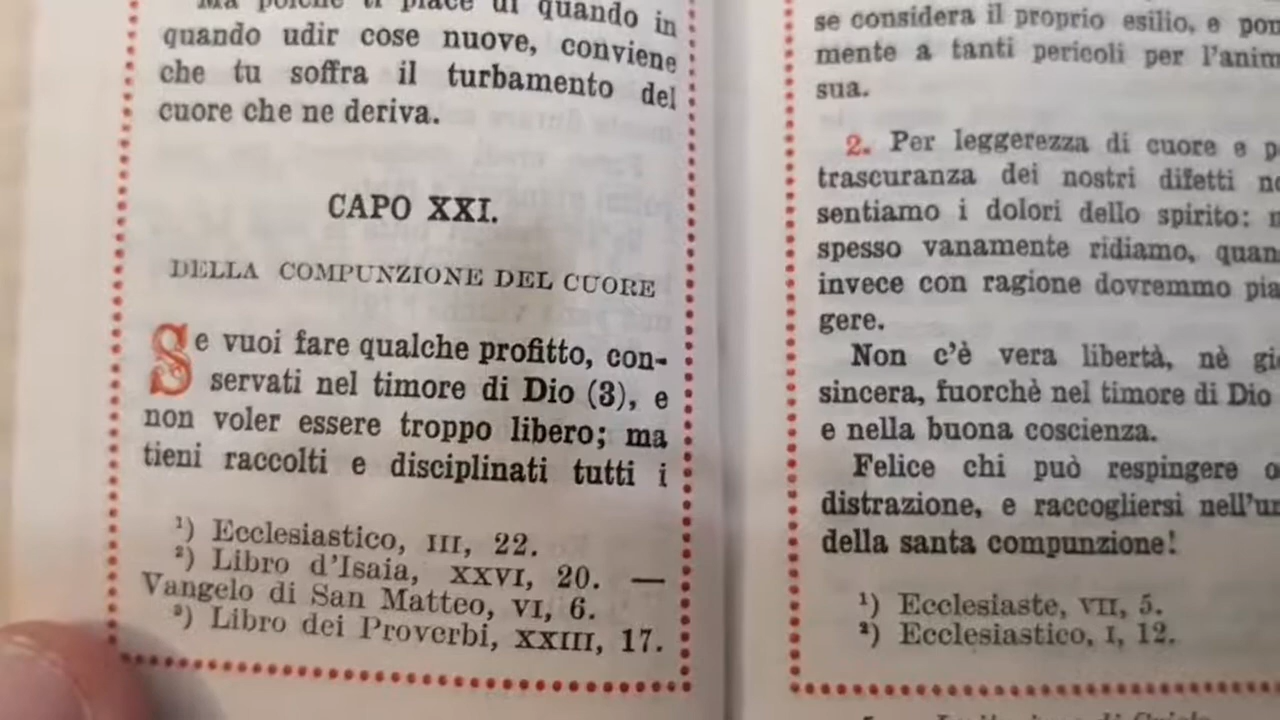 Ma poichè ti piace di quando in
quando udir cose nuove, conviene
che tu soffra il turbamento del
cuore che ne deriva.
CAPO XXI.
DELLA COMPUNZIONE DEL CUORE
Se vuoi fare qualche profitto, con-
servati nel timore di Dio (3), e
non voler essere troppo libero; ma
tieni raccolti e disciplinati tutti i
¹) Ecclesiastico, III, 22.
²) Libro d'Isaia, XXVI, 20. —
Vangelo di San Matteo, VI, 6.
³) Libro dei Proverbi, XXIII, 17.
se considera il proprio esilio, e
mente a tanti pericoli per l'anim
sua.
2. Per leggerezza di cuore e
trascuranza dei nostri difetti
sentiamo i dolori dello spirito:
spesso vanamente ridiamo, quan
invece con ragione dovremmo pia
gere.
Non c'è vera libertà, nè
sincera, fuorchè nel timore di Dio
e nella buona coscienza.
Felice chi può respingere
distrazione, e raccogliersi
della santa compunzione!
¹) Ecclesiaste, VII, 5.
²) Ecclesiastico, I, 12.